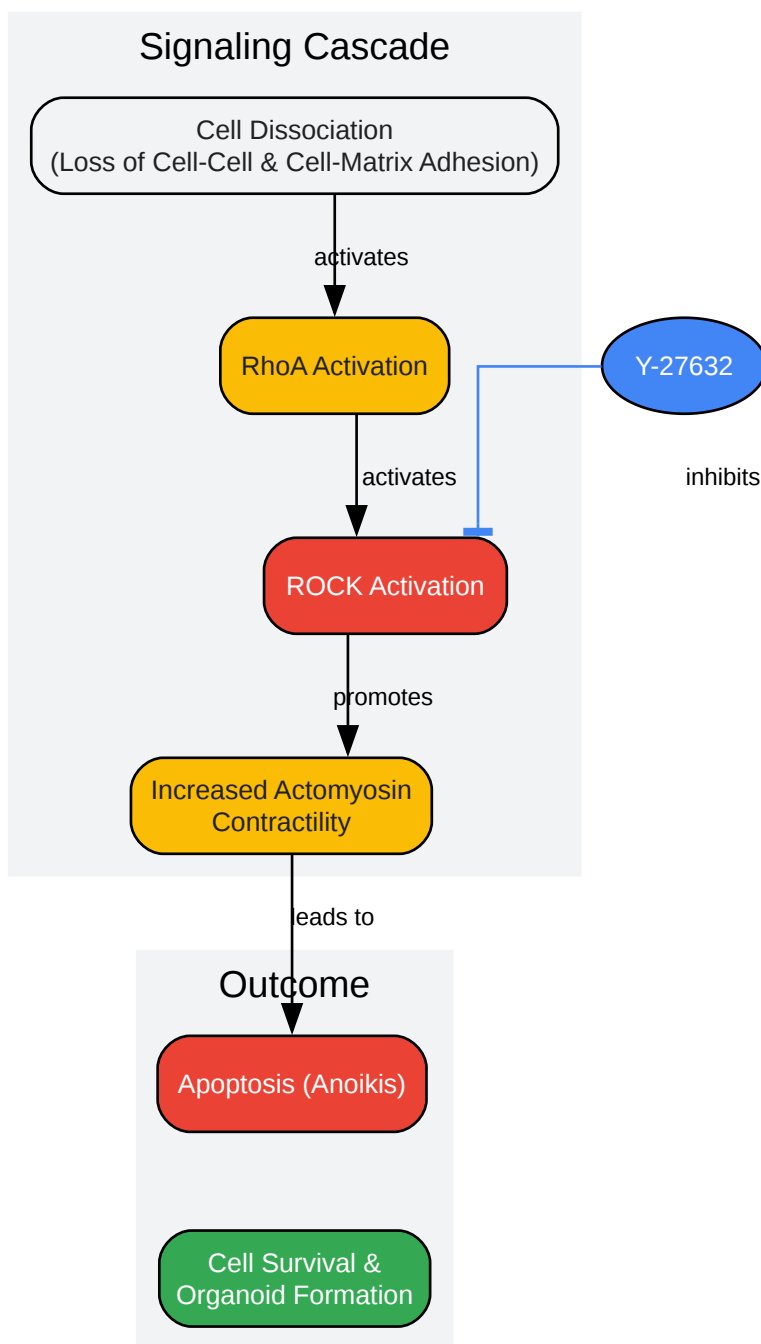 Signaling Cascade
Cell Dissociation
(Loss of Cell-Cell & Cell-Matrix Adhesion)
activates
RhoA Activation
Y-27632
activates
inhibits
ROCK Activation
promotes
Increased Actomyosin
Contractility
leads to
Outcome
Apoptosis (Anoikis)
Cell Survival &
Organoid Formation